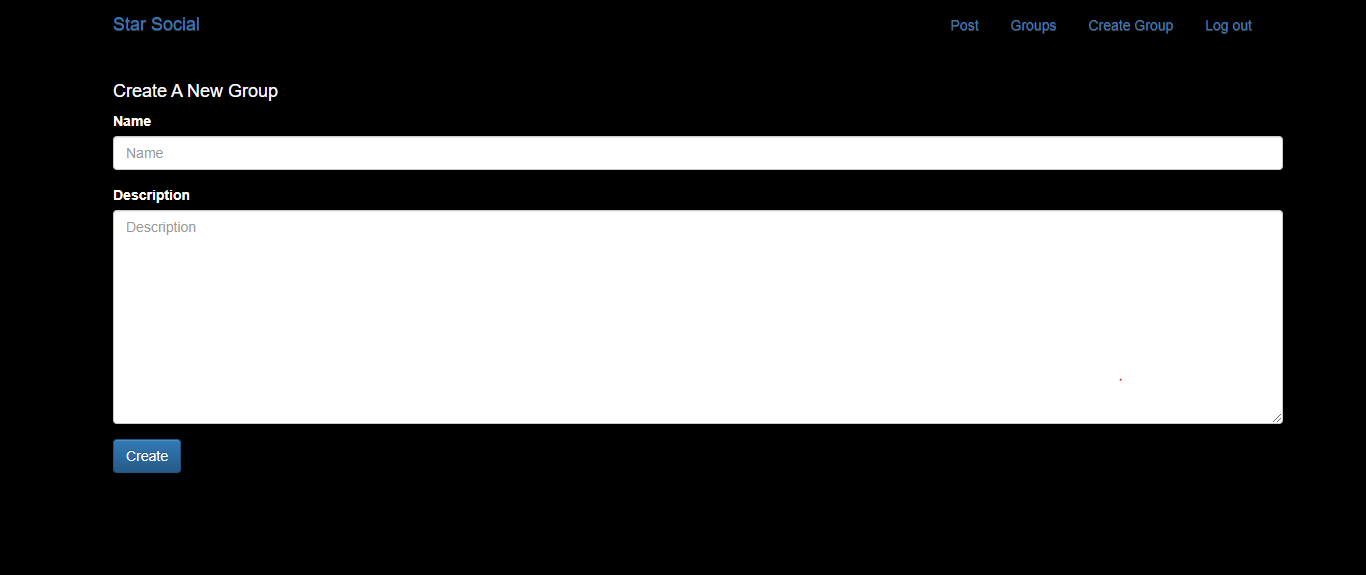 Star Social
Post Groups Create Group Log out
Create A New Group
Name
Name
Description
Description
Create